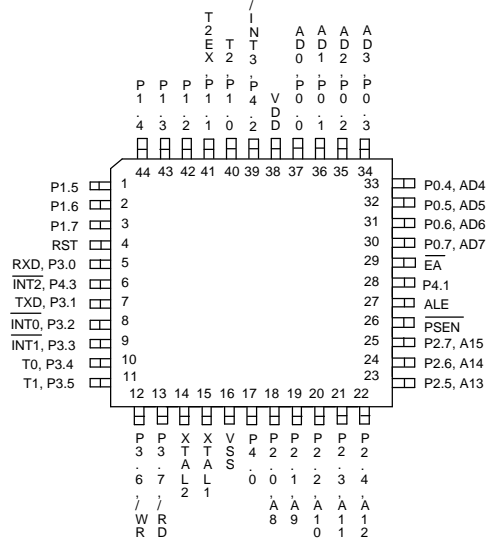 P1.4
P1.3
P1.2
T2EX,P1.1
T2,P1.0
/INT3,P4.2
VDD
AD0,P0.0
AD1,P0.1
AD2,P0.2
AD3,P0.3
44 43 42 41 40 39 38 37 36 35 34
P1.5 1
P1.6 2
P1.7 3
RST 4
RXD, P3.0 5
INT2, P4.3 6
TXD, P3.1 7
INT0, P3.2 8
INT1, P3.3 9
T0, P3.4 10
T1, P3.5 11
33 P0.4, AD4
32 P0.5, AD5
31 P0.6, AD6
30 P0.7, AD7
29 EA
28 P4.1
27 ALE
26 PSEN
25 P2.7, A15
24 P2.6, A14
23 P2.5, A13
12 13 14 15 16 17 18 19 20 21 22
P3.6,/WR
P3.7,/RD
XTAL2
XTAL1
VSS
P4.0
P2.0,A8
P2.1,A9
P2.2,A10
P2.3,A11
P2.4,A12